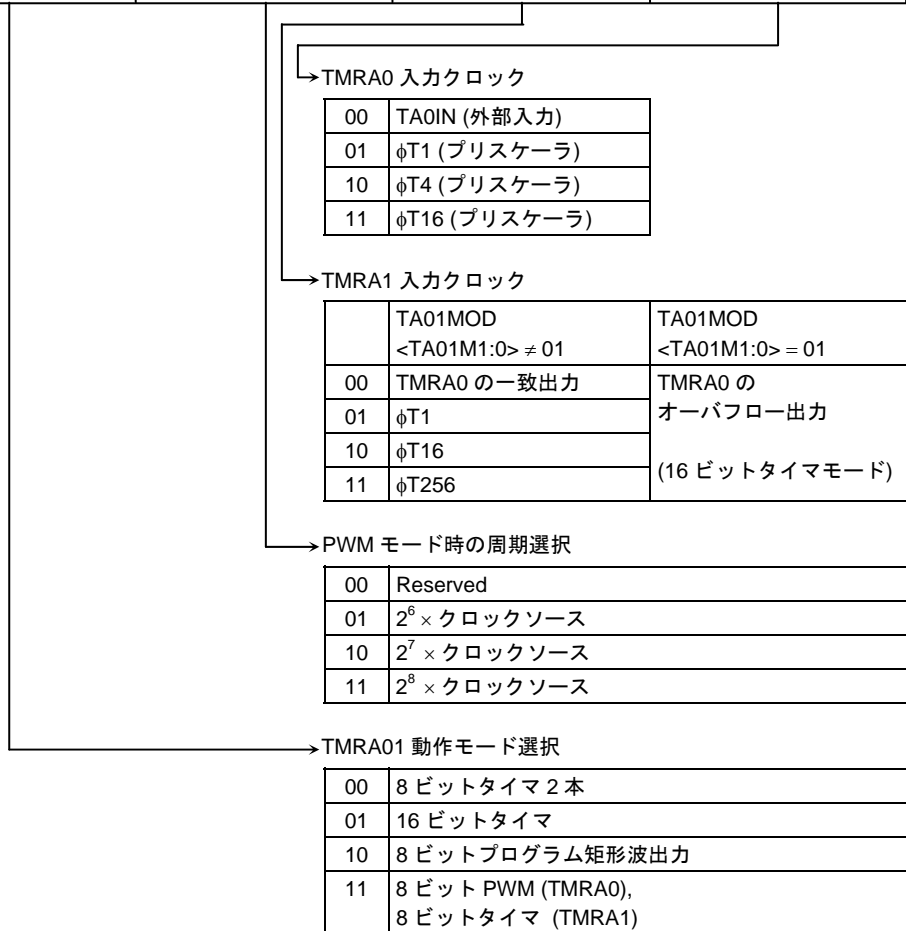 TMRA0 入力クロック
00 TA0IN (外部入力)
01 φT1 (プリスケーラ)
10 φT4 (プリスケーラ)
11 φT16 (プリスケーラ)
TMRA1 入力クロック
TA01MOD <TA01M1:0> ≠ 01
TA01MOD <TA01M1:0> = 01
00 TMRA0 の一致出力
01 φT1
10 φT16
11 φT256
TMRA0 の
オーバフロー出力
(16 ビットタイマモード)
PWM モード時の周期選択
00 Reserved
01 2⁶ × クロックソース
10 2⁷ × クロックソース
11 2⁸ × クロックソース
TMRA01 動作モード選択
00 8 ビットタイマ 2 本
01 16 ビットタイマ
10 8 ビットプログラム矩形波出力
11 8 ビット PWM (TMRA0),
8 ビットタイマ (TMRA1)